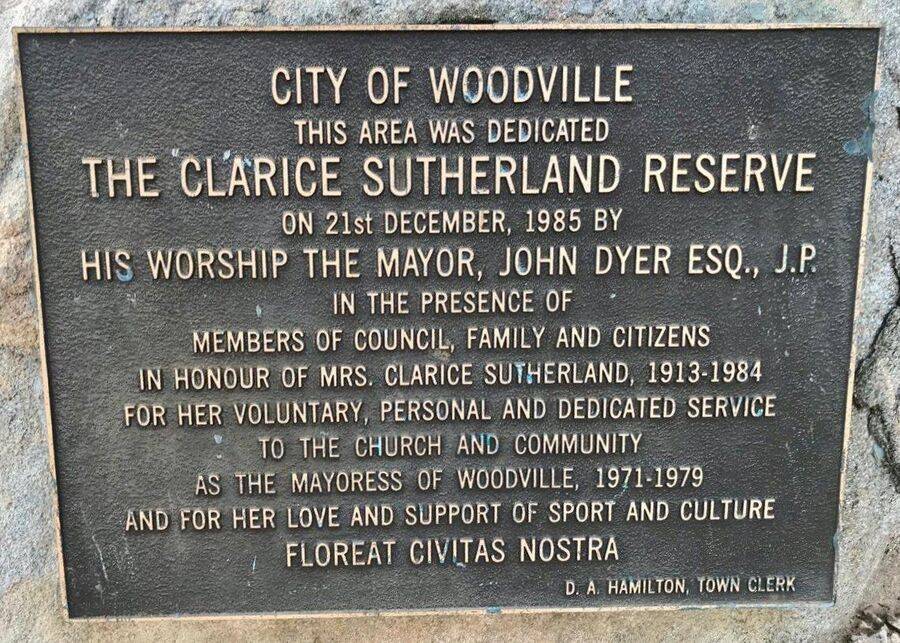 CITY OF WOODVILLE
THIS AREA WAS DEDICATED
THE CLARICE SUTHERLAND RESERVE
ON 21st DECEMBER, 1985 BY
HIS WORSHIP THE MAYOR, JOHN DYER ESQ., J.P.
IN THE PRESENCE OF
MEMBERS OF COUNCIL, FAMILY AND CITIZENS
IN HONOUR OF MRS. CLARICE SUTHERLAND, 1913-1984
FOR HER VOLUNTARY, PERSONAL AND DEDICATED SERVICE
TO THE CHURCH AND COMMUNITY
AS THE MAYORESS OF WOODVILLE, 1971-1979
AND FOR HER LOVE AND SUPPORT OF SPORT AND CULTURE
FLOREAT CIVITAS NOSTRA
D. A. HAMILTON, TOWN CLERK